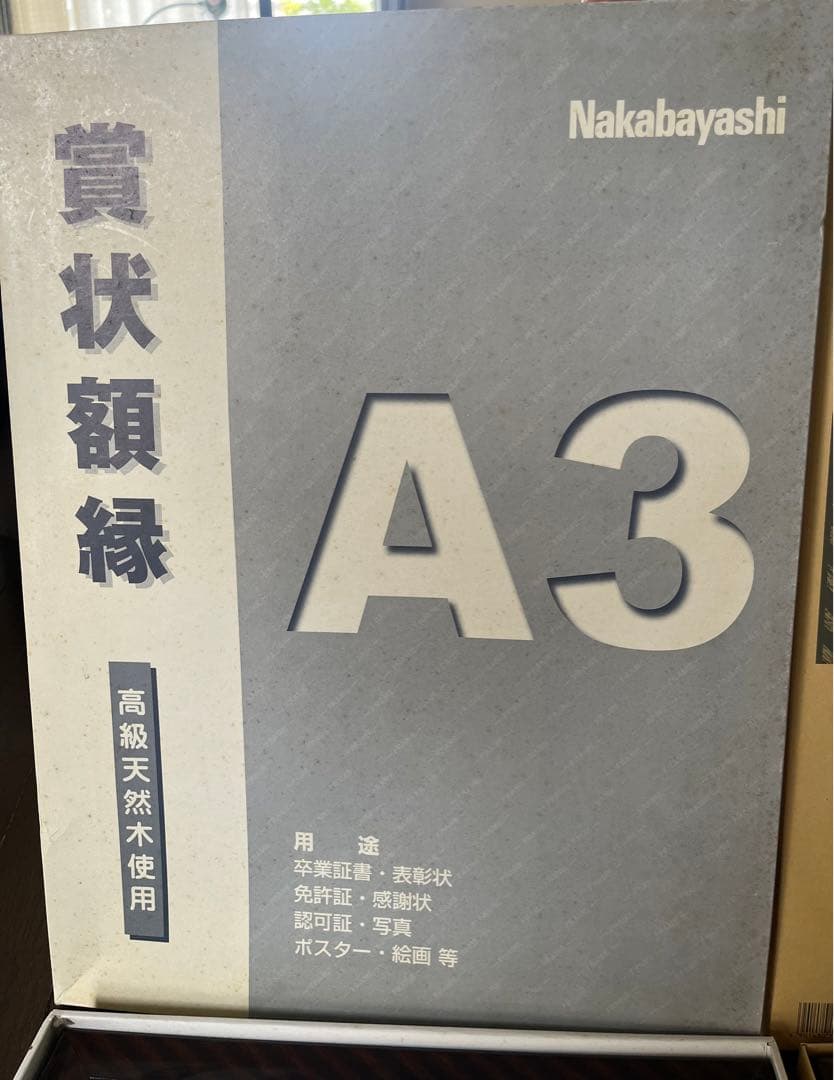 Nakabayashi
賞状額縁
A3
高級天然木使用
用 途
卒業証書・表彰状
免許証・感謝状
認可証・写真
ポスター・絵画 等